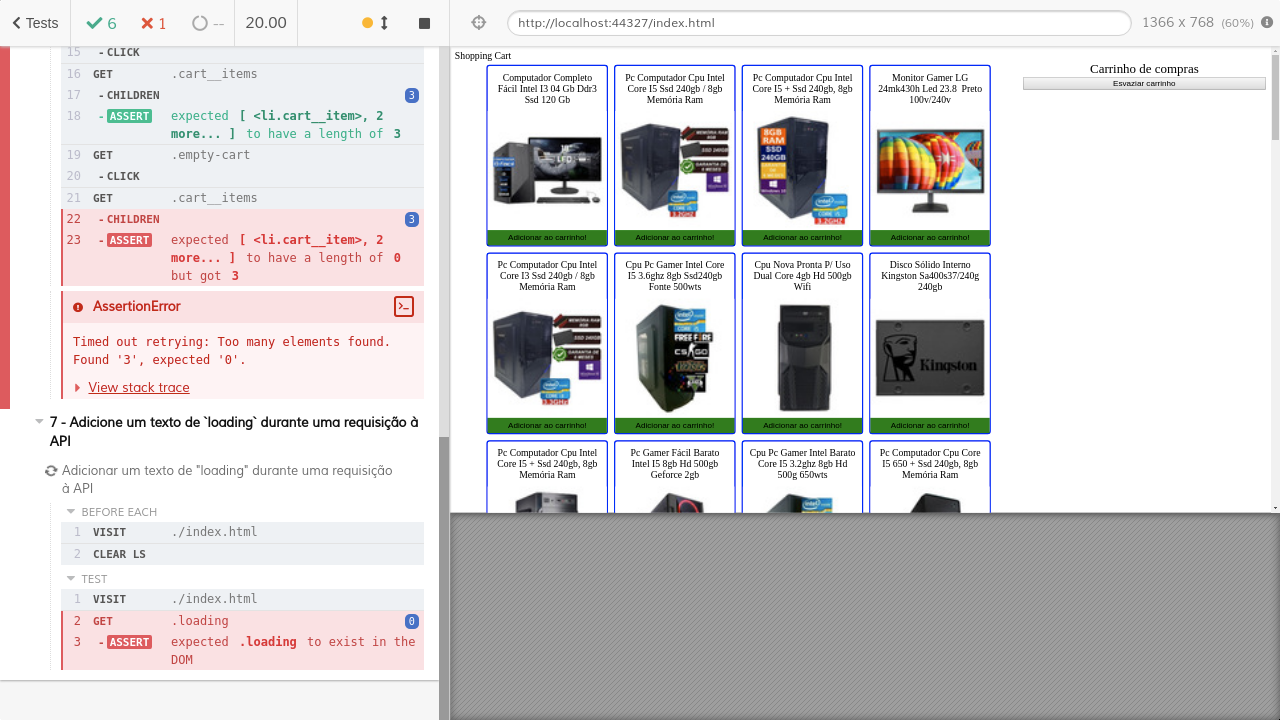 Tests
6
1
--
20.00
http://localhost:44327/index.html
1366 x 768 (60%)
15 - CLICK
16 GET .cart__items
17 - CHILDREN 3
18 - ASSERT expected [ <li.cart__item>, 2
more... ] to have a length of 3
19 GET .empty-cart
20 - CLICK
21 GET .cart__items
22 - CHILDREN 3
23 - ASSERT expected [ <li.cart__item>, 2
more... ] to have a length of 0
but got 3
AssertionError
Timed out retrying: Too many elements found.
Found '3', expected '0'.
View stack trace
7 - Adicione um texto de `loading` durante uma requisição à
API
Adicionar um texto de "loading" durante uma requisição
à API
BEFORE EACH
1 VISIT ./index.html
2 CLEAR LS
TEST
1 VISIT ./index.html
2 GET .loading 0
3 - ASSERT expected .loading to exist in the
DOM
Shopping Cart
Computador Completo
Fácil Intel I3 04 Gb Ddr3
Ssd 120 Gb
Adicionar ao carrinho!
Pc Computador Cpu Intel
Core I5 Ssd 240gb / 8gb
Memória Ram
Adicionar ao carrinho!
Pc Computador Cpu Intel
Core I5 + Ssd 240gb, 8gb
Memória Ram
8GB
RAM
SSD
240GB
Adicionar ao carrinho!
Monitor Gamer LG
24mk430h Led 23.8 Preto
100v/240v
Adicionar ao carrinho!
Pc Computador Cpu Intel
Core I3 Ssd 240gb / 8gb
Memória Ram
Adicionar ao carrinho!
Cpu Pc Gamer Intel Core
I5 3.6ghz 8gb Ssd240gb
Fonte 500wts
FREE FIRE
CS GO
Adicionar ao carrinho!
Cpu Nova Pronta P/ Uso
Dual Core 4gb Hd 500gb
Wifi
Adicionar ao carrinho!
Disco Sólido Interno
Kingston Sa400s37/240g
240gb
Kingston
Adicionar ao carrinho!
Pc Computador Cpu Intel
Core I5 + Ssd 240gb, 8gb
Memória Ram
Pc Gamer Fácil Barato
Intel I5 8gb Hd 500gb
Geforce 2gb
Cpu Pc Gamer Intel Barato
Core I5 3.2ghz 8gb Hd
500g 650wts
Pc Computador Cpu Core
I5 650 + Ssd 240gb, 8gb
Memória Ram
Carrinho de compras
Esvaziar carrinho